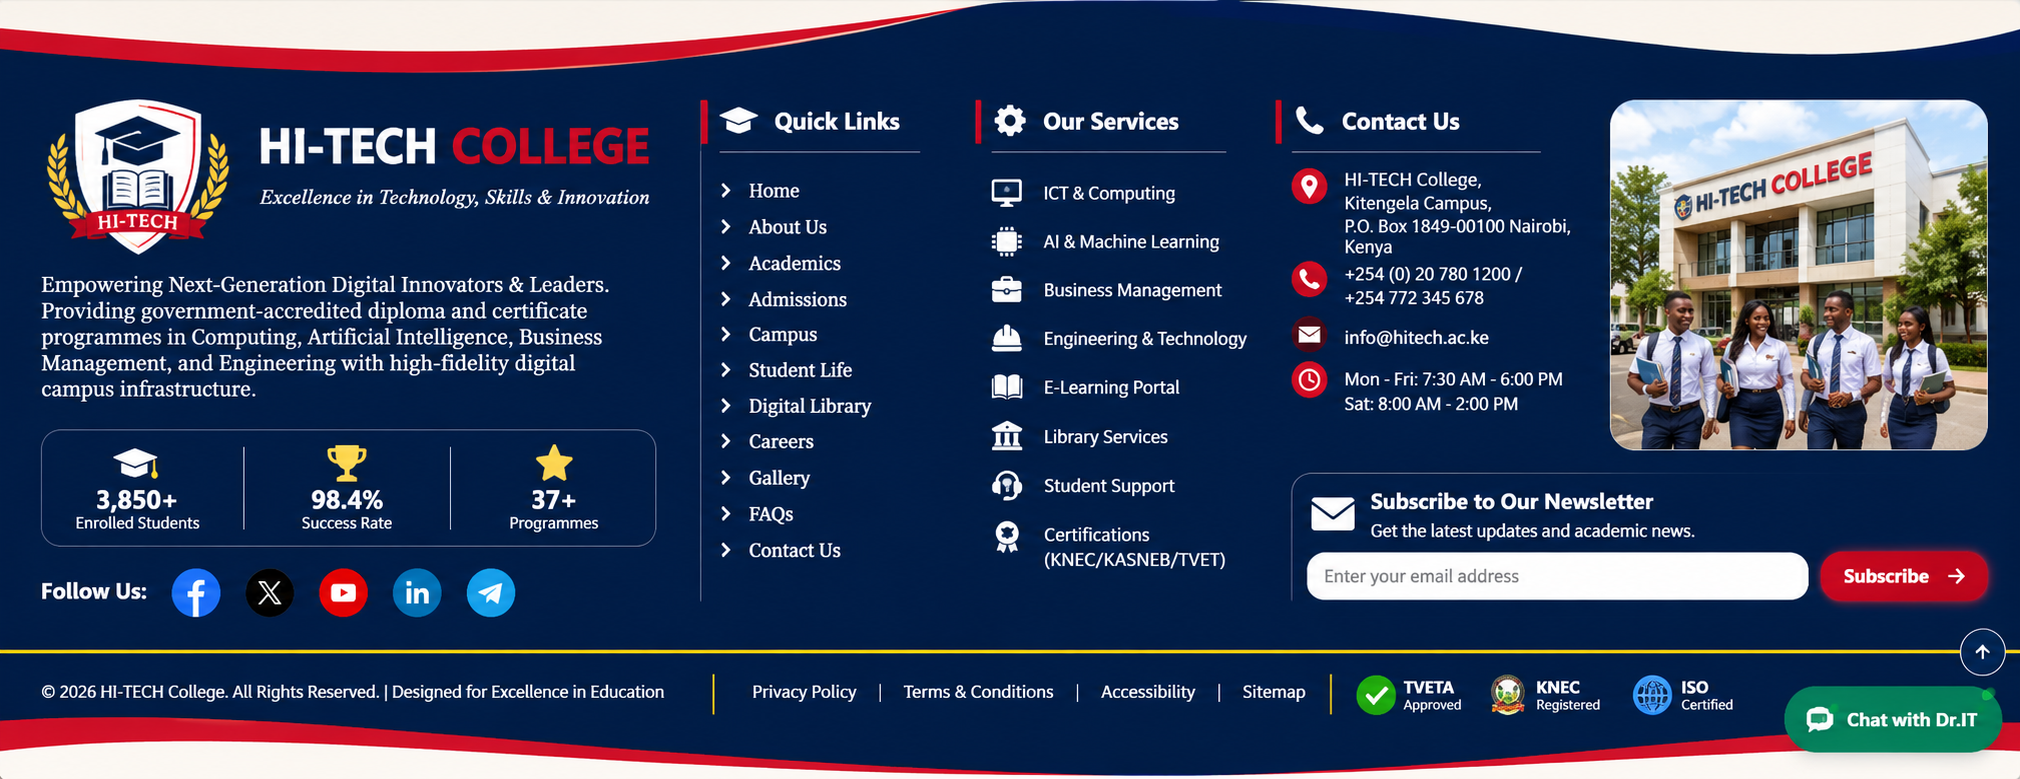 HI-TECH
HI-TECH COLLEGE
Excellence in Technology, Skills & Innovation
Empowering Next-Generation Digital Innovators & Leaders.
Providing government-accredited diploma and certificate
programmes in Computing, Artificial Intelligence, Business
Management, and Engineering with high-fidelity digital
campus infrastructure.
3,850+
Enrolled Students
98.4%
Success Rate
37+
Programmes
Follow Us:
Quick Links
Home
About Us
Academics
Admissions
Campus
Student Life
Digital Library
Careers
Gallery
FAQs
Contact Us
Our Services
ICT & Computing
AI & Machine Learning
Business Management
Engineering & Technology
E-Learning Portal
Library Services
Student Support
Certifications
(KNEC/KASNEB/TVET)
Contact Us
HI-TECH College,
Kitengela Campus,
P.O. Box 1849-00100 Nairobi,
Kenya
+254 (0) 20 780 1200 /
+254 772 345 678
info@hitech.ac.ke
Mon - Fri: 7:30 AM - 6:00 PM
Sat: 8:00 AM - 2:00 PM
HI-TECH COLLEGE
Subscribe to Our Newsletter
Get the latest updates and academic news.
Enter your email address
Subscribe
© 2026 HI-TECH College. All Rights Reserved. | Designed for Excellence in Education
Privacy Policy | Terms & Conditions | Accessibility | Sitemap
TVETA
Approved
KNEC
Registered
ISO
Certified
Chat with Dr.IT